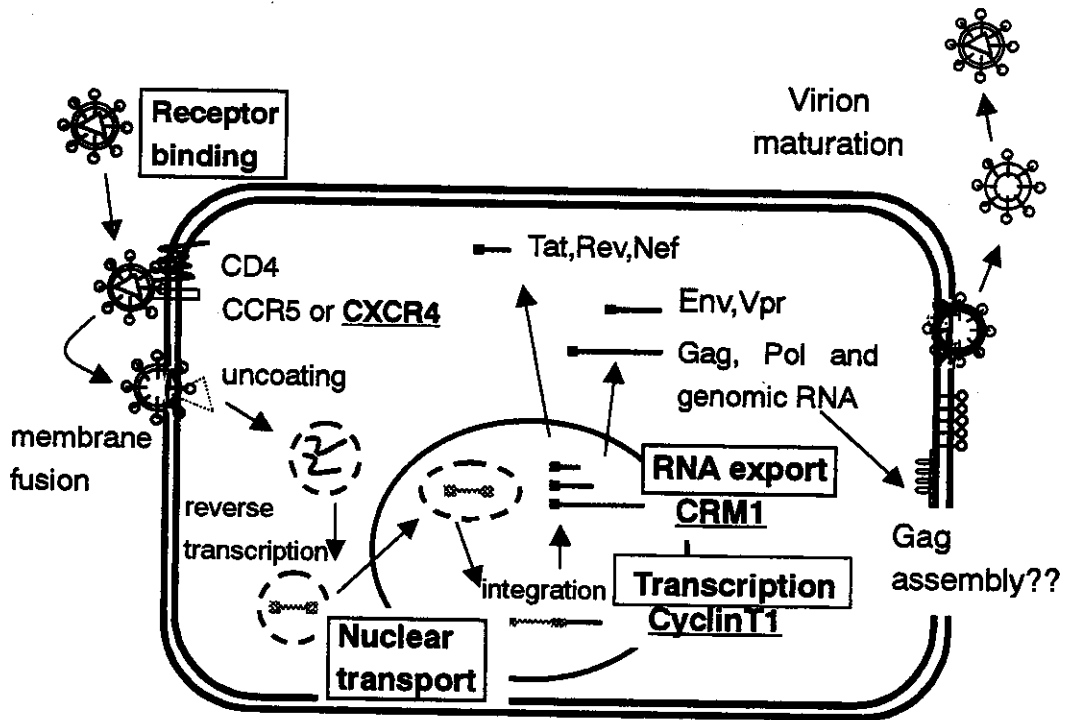 Receptor
binding
Virion
maturation
CD4
CCR5 or CXCR4
Tat,Rev,Nef
Env,Vpr
Gag, Pol and
genomic RNA
uncoating
membrane
fusion
reverse
transcription
RNA export
CRM1
integration
Transcription
CyclinT1
Nuclear
transport
Gag
assembly??